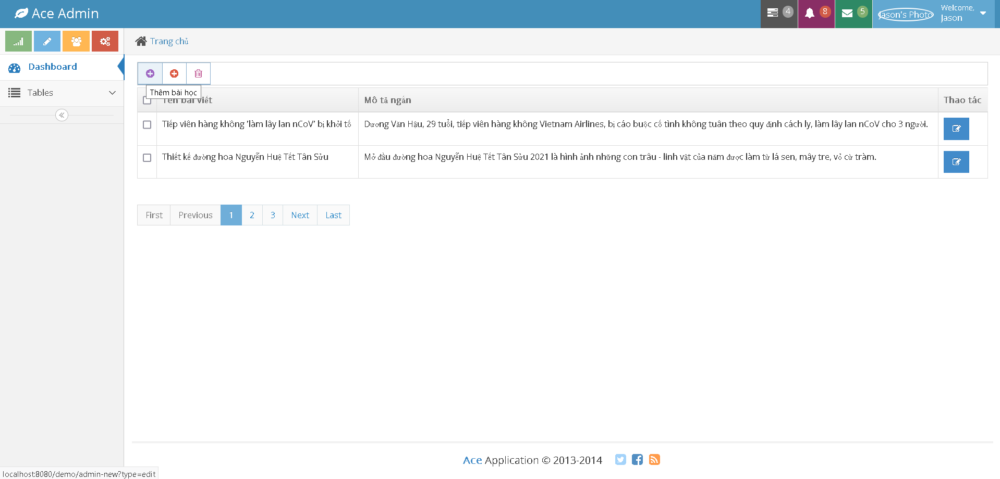 Ace Admin
4
8
5
Jason's Photo
Welcome,
Jason
Trang chủ
Dashboard
Tables
Thêm bài học
Tên bài viết
Mô tả ngắn
Thao tác
Tiếp viên hàng không 'làm lây lan nCoV' bị khởi tố
Dương Văn Hậu, 29 tuổi, tiếp viên hàng không Vietnam Airlines, bị cáo buộc cố tình không tuân theo quy định cách ly, làm lây lan nCoV cho 3 người.
Thiết kế đường hoa Nguyễn Huệ Tết Tân Sửu
Mở đầu đường hoa Nguyễn Huệ Tết Tân Sửu 2021 là hình ảnh những con trâu - linh vật của năm được làm từ lá sen, mây tre, vỏ cừ tràm.
First
Previous
1
2
3
Next
Last
Ace Application © 2013-2014
localhost:8080/demo/admin-new?type=edit